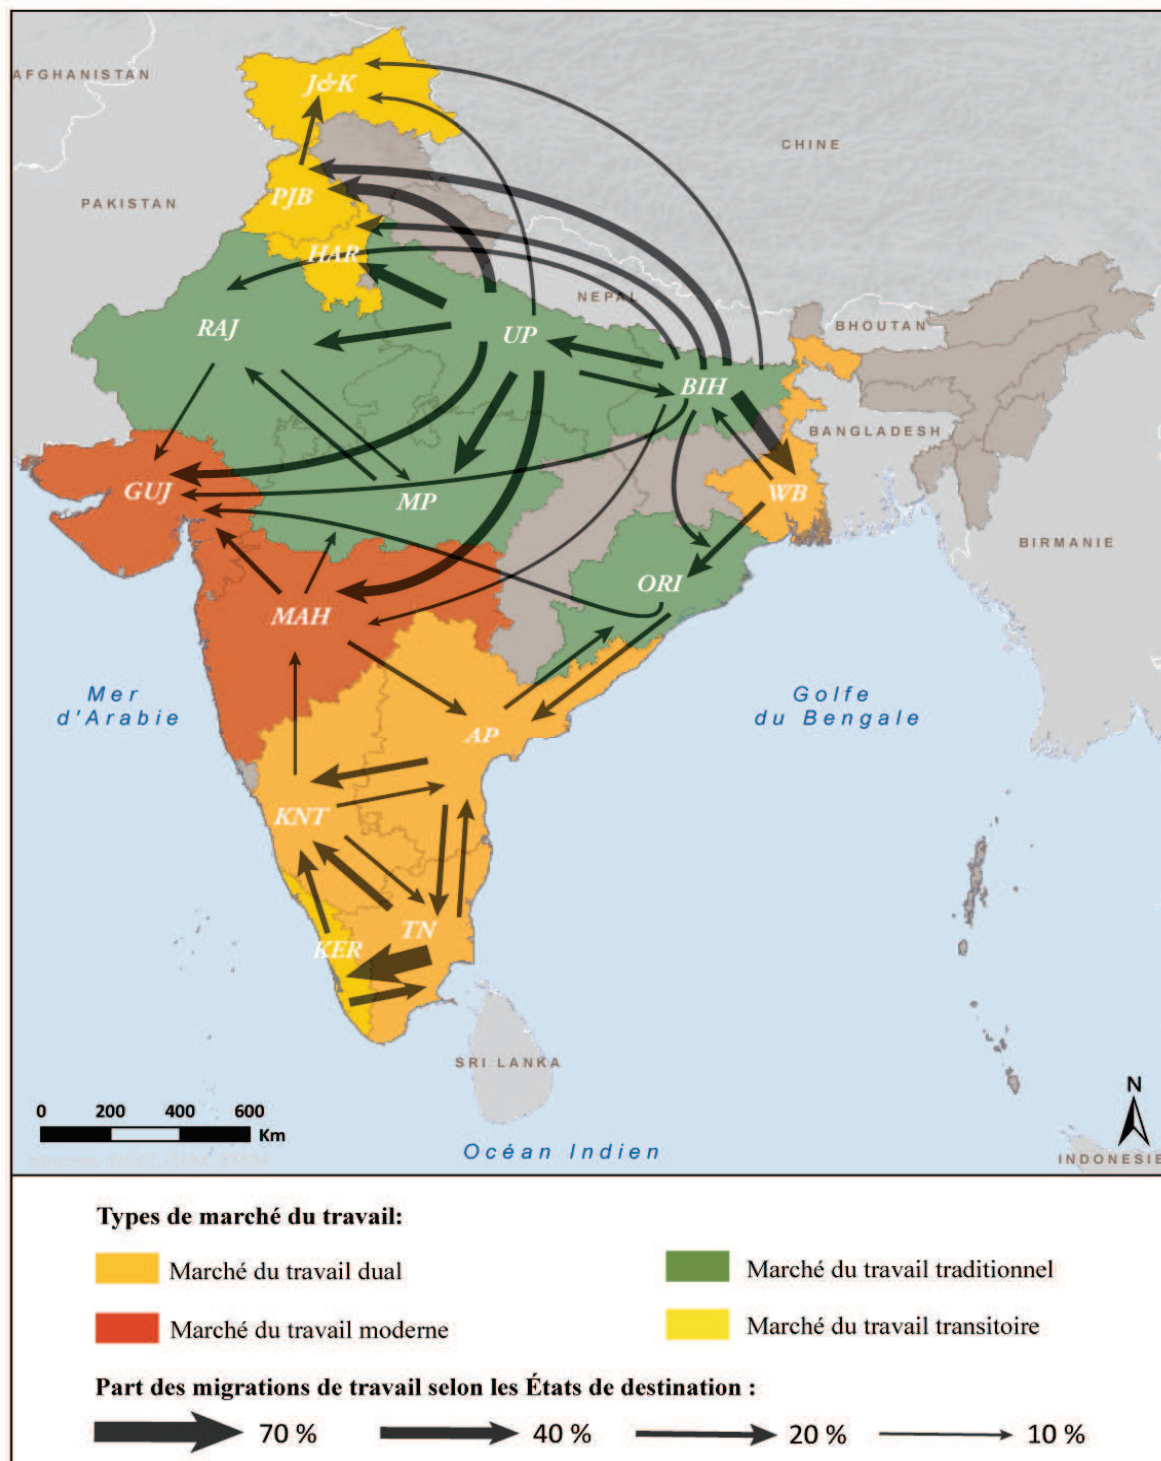 AFGHANISTAN
J&K
CHINE
PAKISTAN
PJB
HAR
NEPAL
BHOUTAN
RAJ
UP
BIH
BANGLADESH
GUJ
MP
WB
BIRMANIE
ORI
MAH
Mer
d'Arabie
Golfe
du Bengale
AP
KNT
TN
KER
SRI LANKA
N
0 200 400 600
Km
Océan Indien
INDONESIE
Types de marché du travail:
Marché du travail dual
Marché du travail traditionnel
Marché du travail moderne
Marché du travail transitoire
Part des migrations de travail selon les États de destination :
70 % 40 % 20 % 10 %